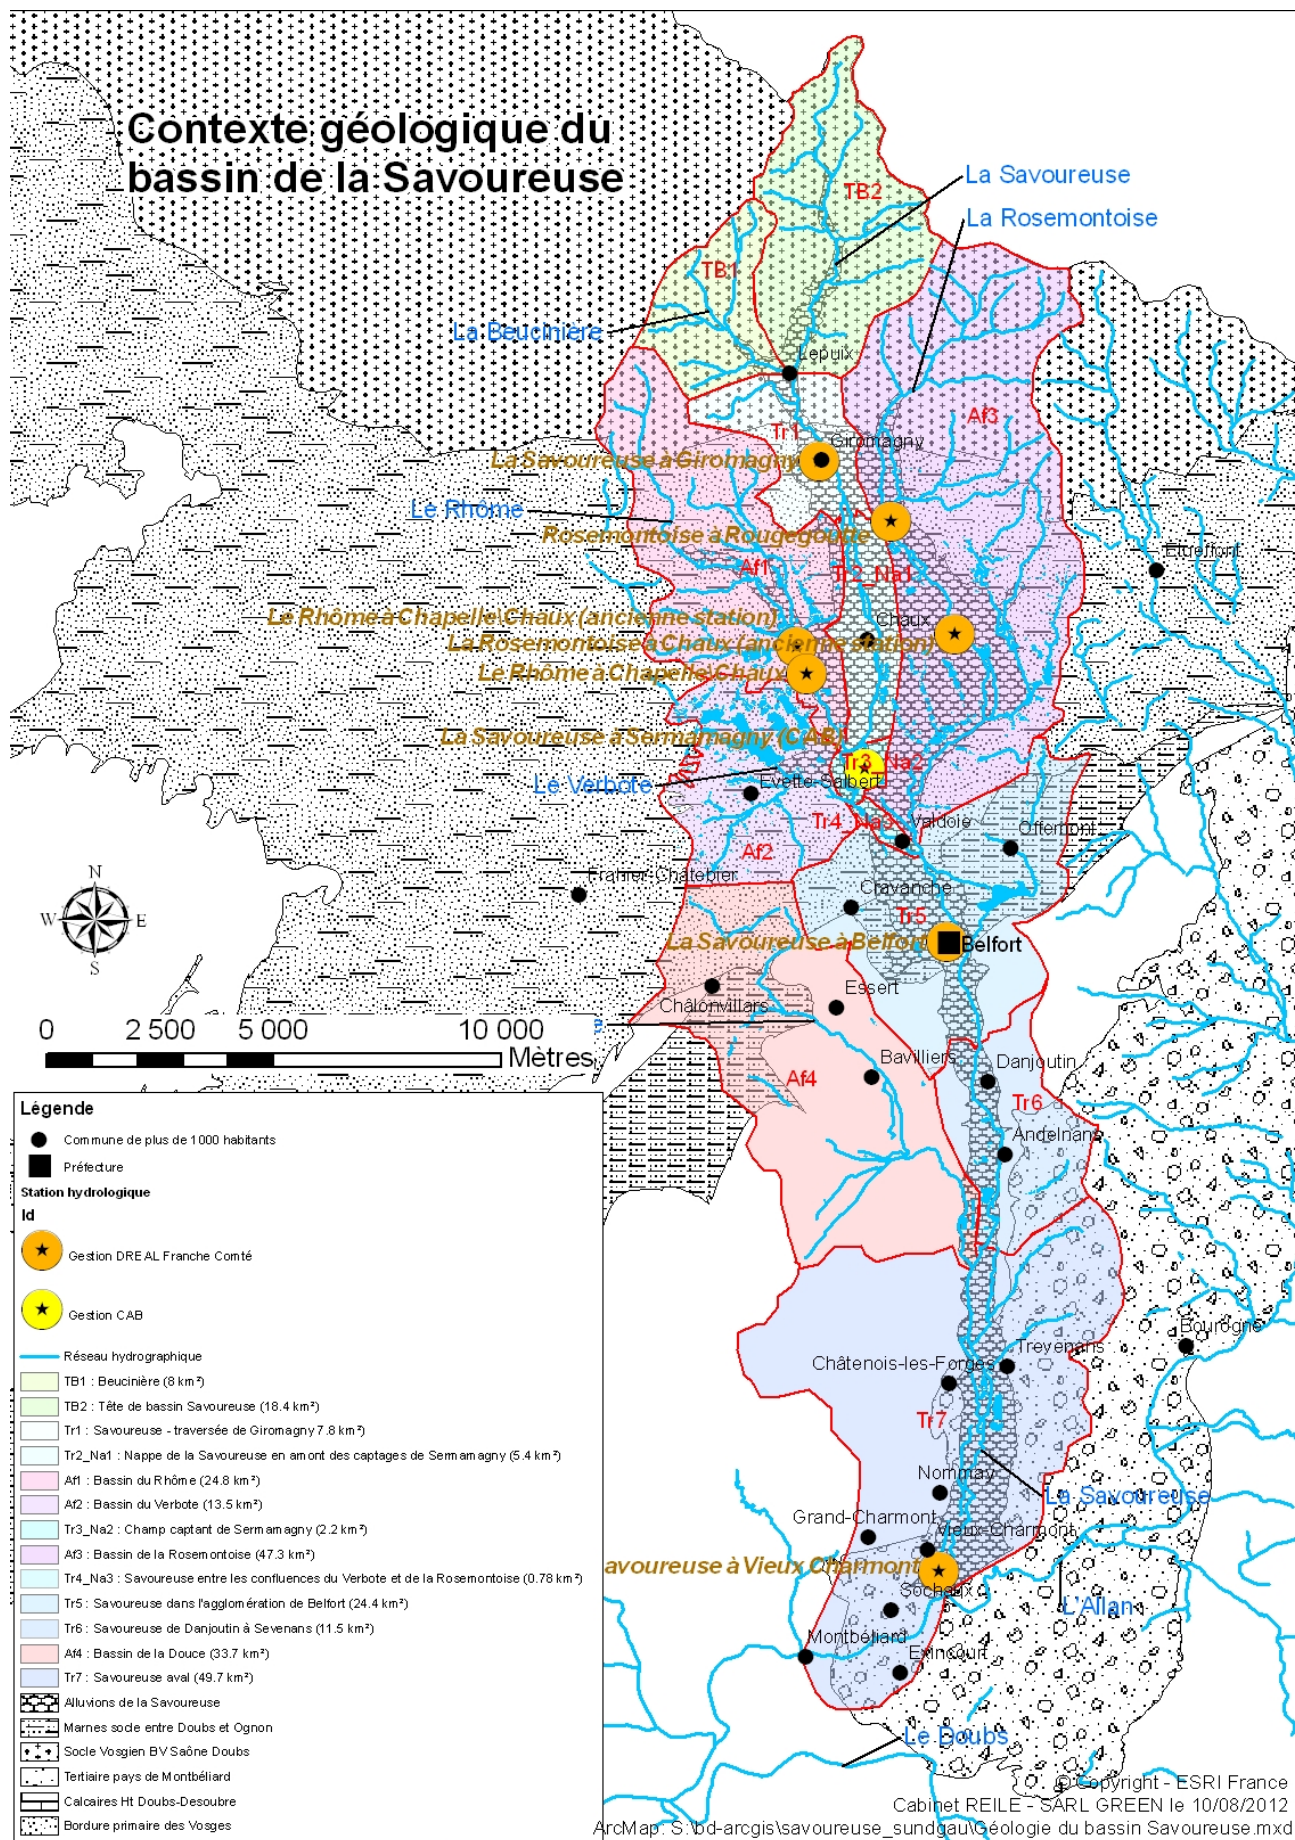 Contexte géologique du
bassin de la Savoureuse
La Savoureuse
TB2
La Rosemontoise
TB1
La Beucinière
Lepuix
Af3
Tr1
Giromagny
La Savoureuse à Giromagny
Le Rhôme
Rosemontoise à Rougegoutte
Etueffont
Af1
Tr2_Na1
Le Rhôme à Chapelle\Chaux (ancienne station)
Chaux
La Rosemontoise à Chaux (ancienne station)
Le Rhôme à Chapelle\Chaux
La Savoureuse à Sermamagny (CAB)
Tr3_Na2
Le Verbote
Evette-Salbert
Tr4_Na3
Valdoie
Offemont
Af2
Frahier-Chatebier
Cravanche
Tr5
La Savoureuse à Belfort
Belfort
N
W
E
S
Châlonvillars
Essert
0 2 500 5 000 10 000
Mètres
Bavilliers
Danjoutin
Af4
Tr6
Andelnans
Légende
Commune de plus de 1000 habitants
Préfecture
Station hydrologique
Id
Gestion DREAL Franche Comté
Gestion CAB
Réseau hydrographique
TB1 : Beucinière (8 km²)
TB2 : Tête de bassin Savoureuse (18.4 km²)
Tr1 : Savoureuse - traversée de Giromagny 7.8 km²)
Tr2_Na1 : Nappe de la Savoureuse en amont des captages de Sermamagny (5.4 km²)
Af1 : Bassin du Rhôme (24.8 km²)
Af2 : Bassin du Verbote (13.5 km²)
Tr3_Na2 : Champ captant de Sermamagny (2.2 km²)
Af3 : Bassin de la Rosemontoise (47.3 km²)
Tr4_Na3 : Savoureuse entre les confluences du Verbote et de la Rosemontoise (0.78 km²)
Tr5 : Savoureuse dans l'agglomération de Belfort (24.4 km²)
Tr6 : Savoureuse de Danjoutin à Sevenans (11.5 km²)
Af4 : Bassin de la Douce (33.7 km²)
Tr7 : Savoureuse aval (49.7 km²)
Alluvions de la Savoureuse
Marnes socle entre Doubs et Ognon
Socle Vosgien BV Saône Doubs
Tertiaire pays de Montbéliard
Calcaires Ht Doubs-Desoubre
Bordure primaire des Vosges
Bourogne
Trevenans
Châtenois-les-Forges
Tr7
Nommay
La Savoureuse
Grand-Charmont
Vieux-Charmont
avoureuse à Vieux Charmont
Sochaux
L'Allan
Montbéliard
Exincourt
Le Doubs
© Copyright - ESRI France
Cabinet REILE - SARL GREEN le 10/08/2012
ArcMap: S:\bd-arcgis\savoureuse_sundgau\Géologie du bassin Savoureuse.mxd